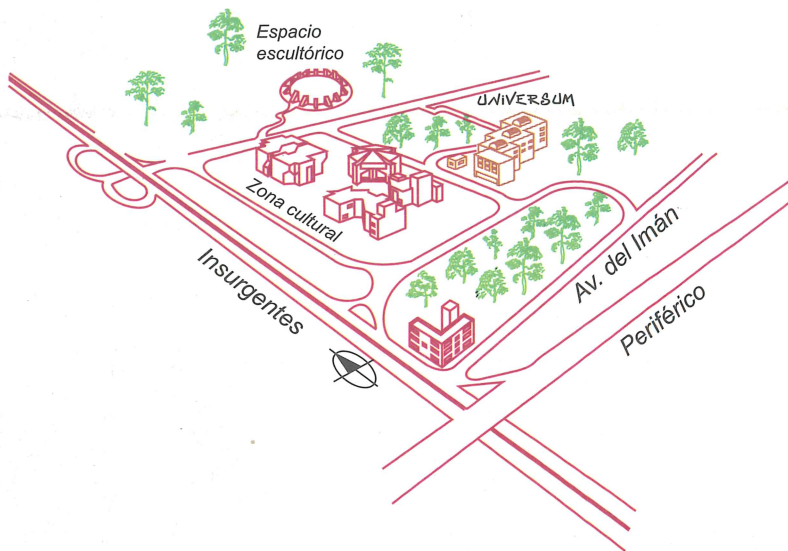 Espacio
escultórico
UNIVERSUM
Zona cultural
Insurgentes
Av. del Imán
Periférico